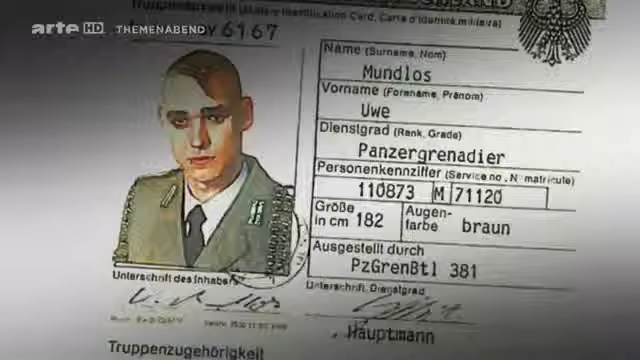 arte HD THEMENABEND
6167
Name (Surname, Nom)
Mundlos
Vorname (Forename, Prénom)
Uwe
Dienstgrad (Rank, Grade)
Panzergrenadier
Personenkennziffer (Service no., N° matricule)
110873 M 71120
Größe in cm 182
Augen-
farbe braun
Ausgestellt durch
PzGrenBtl 381
Unterschrift des Inhabers
Unterschrift, Dienstgrad
Hauptmann
Truppenzugehörigkeit